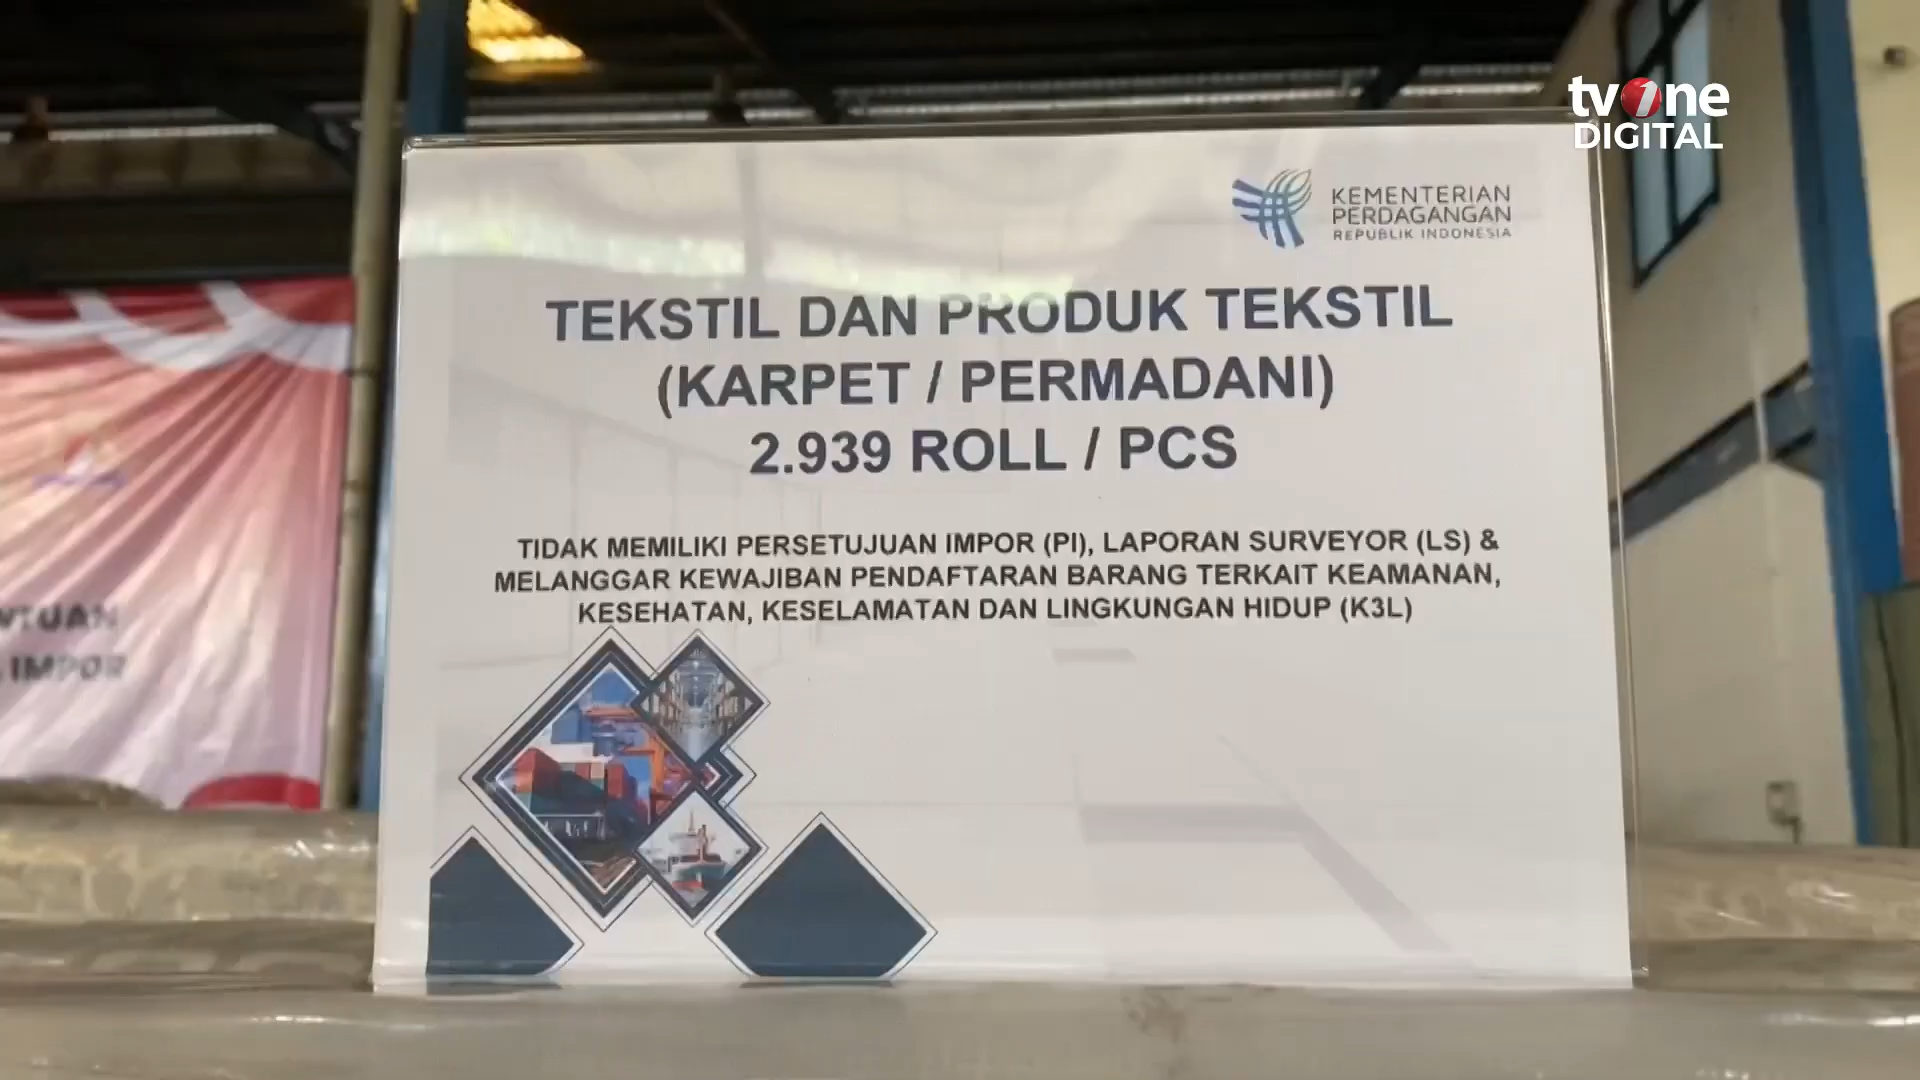 tvOne
DIGITAL
KEMENTERIAN
PERDAGANGAN
REPUBLIK INDONESIA
TEKSTIL DAN PRODUK TEKSTIL
(KARPET / PERMADANI)
2.939 ROLL / PCS
TIDAK MEMILIKI PERSETUJUAN IMPOR (PI), LAPORAN SURVEYOR (LS) &
MELANGGAR KEWAJIBAN PENDAFTARAN BARANG TERKAIT KEAMANAN,
KESEHATAN, KESELAMATAN DAN LINGKUNGAN HIDUP (K3L)
IMPOR